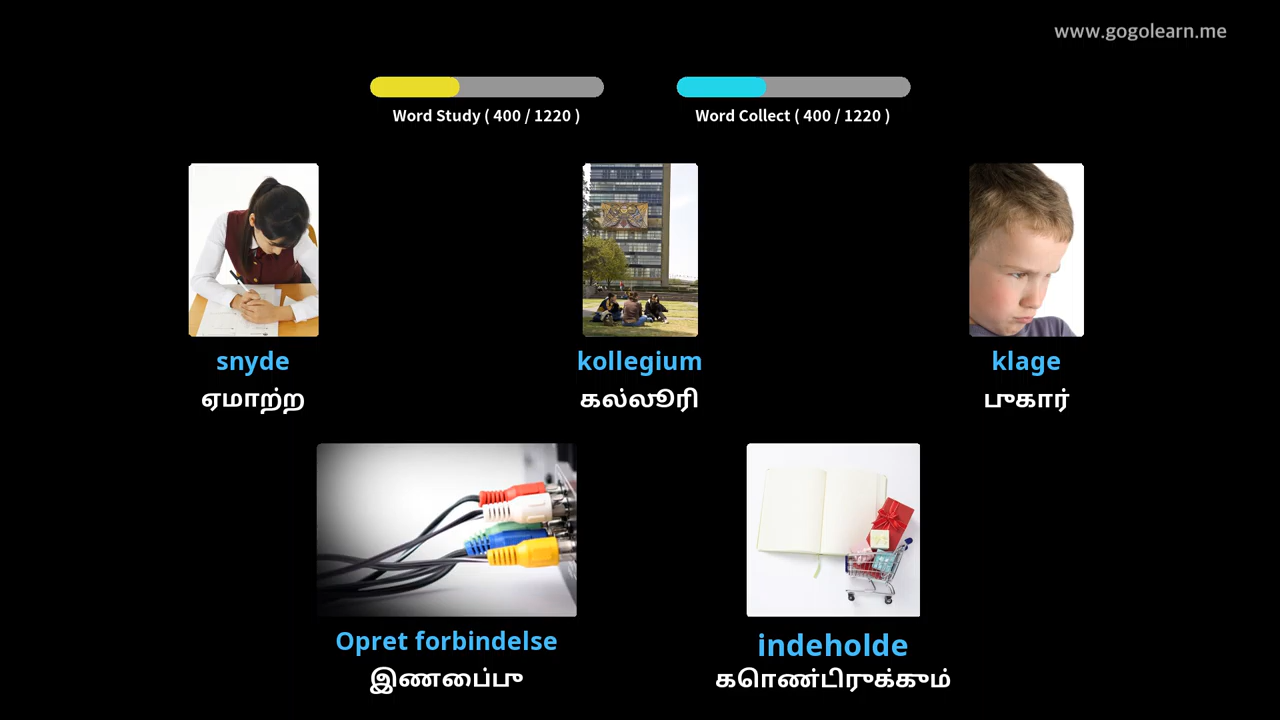 www.gogolearn.me
Word Study ( 400 / 1220 )
Word Collect ( 400 / 1220 )
snyde
kollegium
klage
ஏமாற்ற
கல்லூரி
புகார்
Opret forbindelse
indeholde
இணைப்பு
கொண்டிருக்கும்